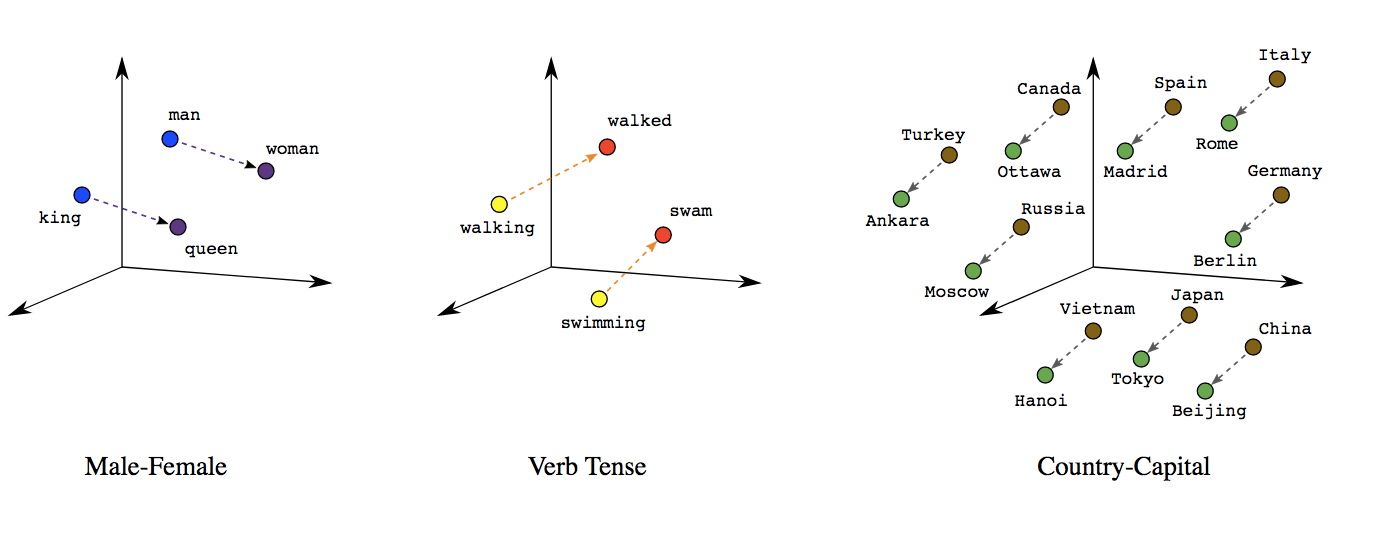 man
woman
king
queen
Male-Female
walked
walking
swam
swimming
Verb Tense
Italy
Canada
Spain
Turkey
Rome
Ottawa
Madrid
Germany
Ankara
Russia
Berlin
Moscow
Japan
Vietnam
China
Tokyo
Hanoi
Beijing
Country-Capital